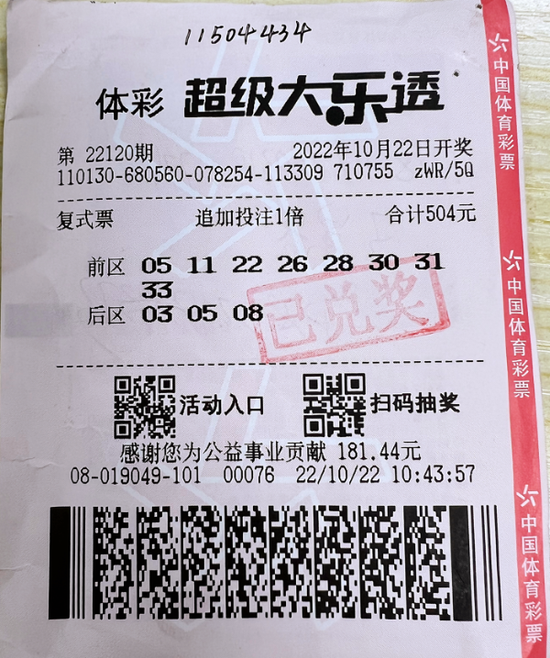 11504434
体彩 超级大乐透
第 22120期 2022年10月22日开奖
110130-680560-078254-113309 710755 zWR/5Q
复式票 追加投注1倍 合计504元
前区 05 11 22 26 28 30 31
33
后区 03 05 08
已兑奖
活动入口 扫码抽奖
感谢您为公益事业贡献 181.44元
08-019049-101 00076 22/10/22 10:43:57
中国体育彩票
中国体育彩票
中国体育彩票